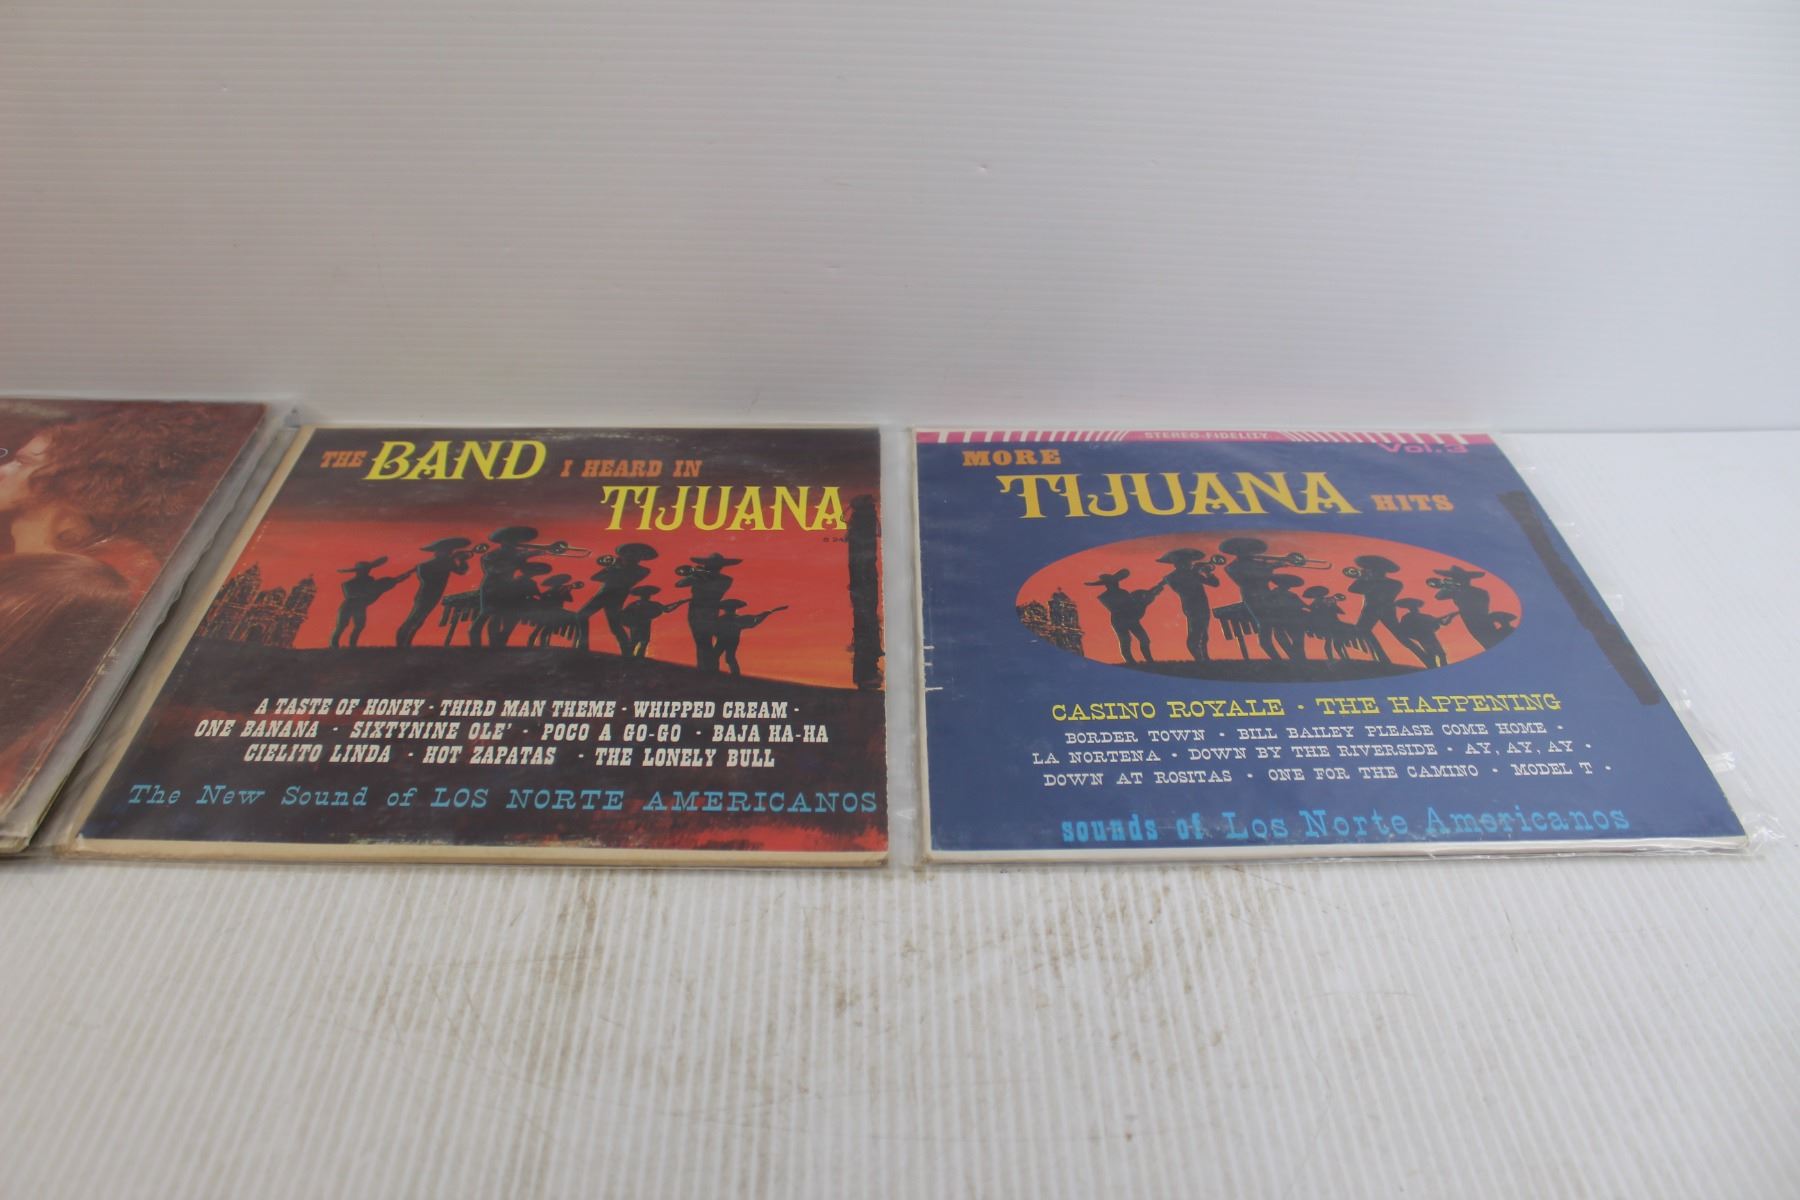 THE BAND I HEARD IN
TIJUANA
A TASTE OF HONEY · THIRD MAN THEME · WHIPPED CREAM ·
ONE BANANA · SIXTYNINE OLE' · POCO A GO-GO · BAJA HA-HA
CIELITO LINDA · HOT ZAPATAS · THE LONELY BULL
The New Sound of LOS NORTE AMERICANOS
STEREO-FIDELITY
Vol.3
MORE
TIJUANA HITS
CASINO ROYALE · THE HAPPENING
BORDER TOWN · BILL BAILEY PLEASE COME HOME ·
LA NORTENA · DOWN BY THE RIVERSIDE · AY, AY, AY ·
DOWN AT ROSITAS · ONE FOR THE CAMINO · MODEL T ·
sounds of Los Norte Americanos